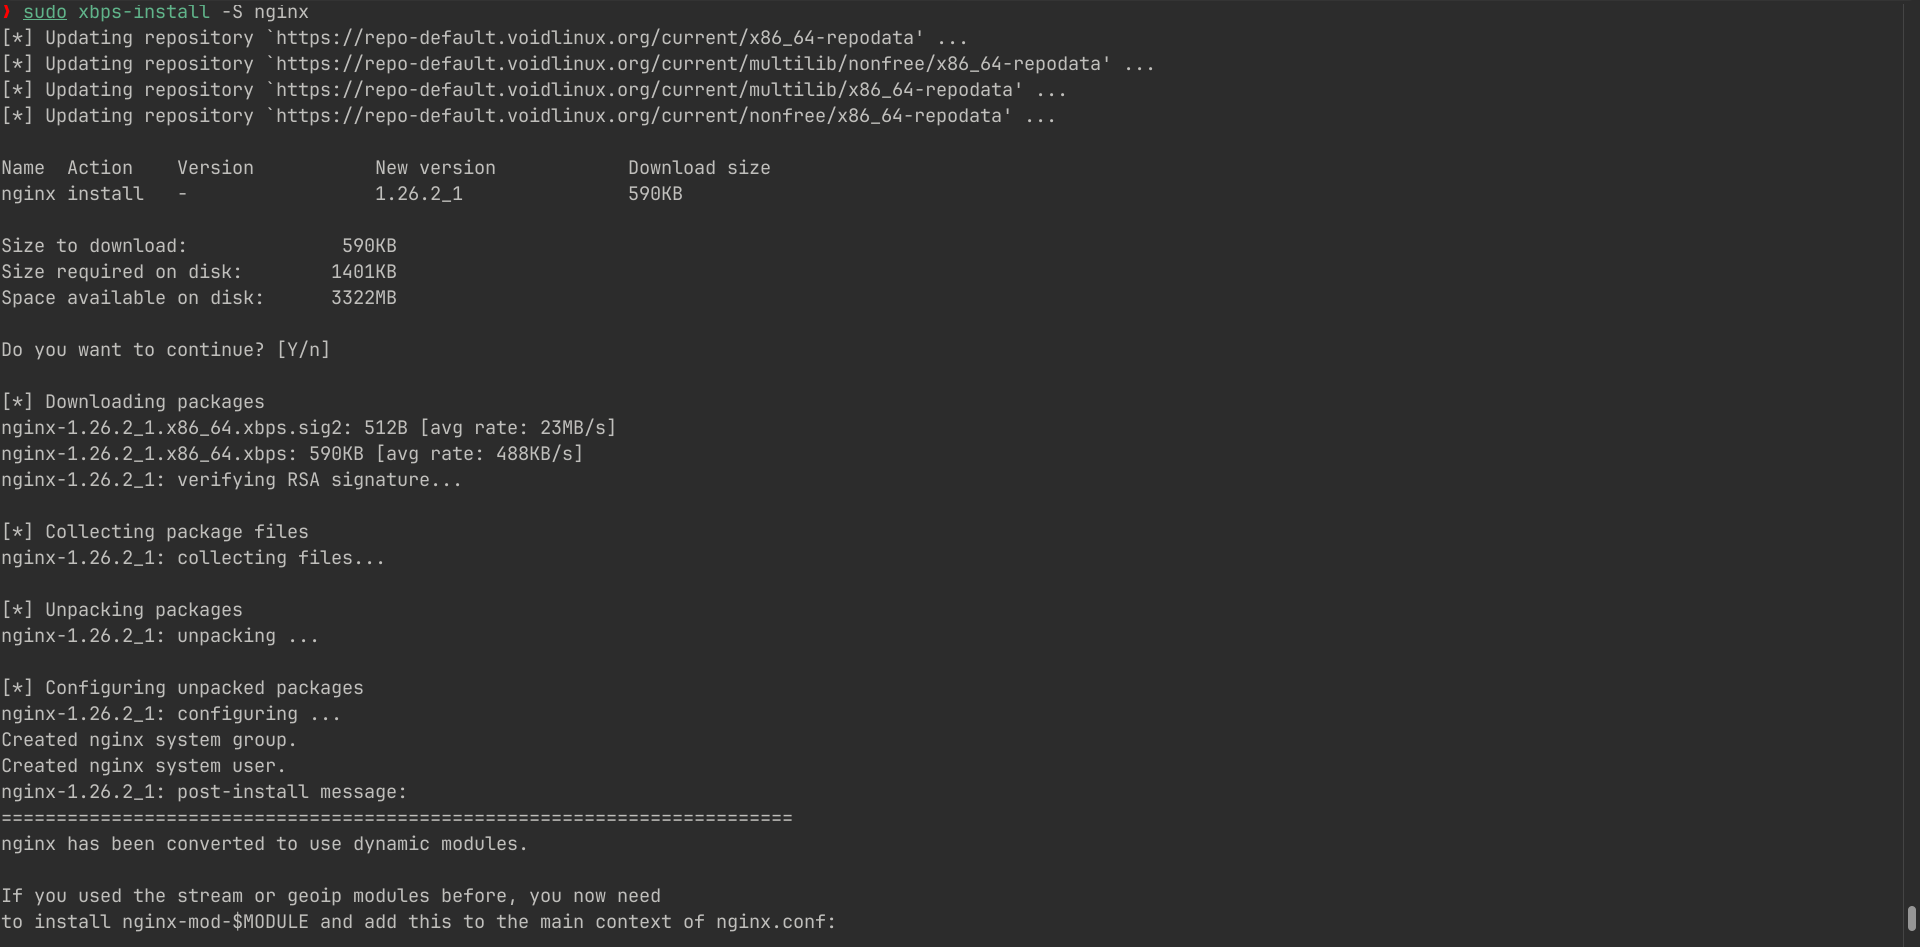 ❯ sudo xbps-install -S nginx
[*] Updating repository `https://repo-default.voidlinux.org/current/x86_64-repodata' ...
[*] Updating repository `https://repo-default.voidlinux.org/current/multilib/nonfree/x86_64-repodata' ...
[*] Updating repository `https://repo-default.voidlinux.org/current/multilib/x86_64-repodata' ...
[*] Updating repository `https://repo-default.voidlinux.org/current/nonfree/x86_64-repodata' ...

Name  Action    Version           New version            Download size
nginx install   -                 1.26.2_1               590KB

Size to download:              590KB
Size required on disk:        1401KB
Space available on disk:      3322MB

Do you want to continue? [Y/n]

[*] Downloading packages
nginx-1.26.2_1.x86_64.xbps.sig2: 512B [avg rate: 23MB/s]
nginx-1.26.2_1.x86_64.xbps: 590KB [avg rate: 488KB/s]
nginx-1.26.2_1: verifying RSA signature...

[*] Collecting package files
nginx-1.26.2_1: collecting files...

[*] Unpacking packages
nginx-1.26.2_1: unpacking ...

[*] Configuring unpacked packages
nginx-1.26.2_1: configuring ...
Created nginx system group.
Created nginx system user.
nginx-1.26.2_1: post-install message:
========================================================================
nginx has been converted to use dynamic modules.

If you used the stream or geoip modules before, you now need
to install nginx-mod-$MODULE and add this to the main context of nginx.conf: